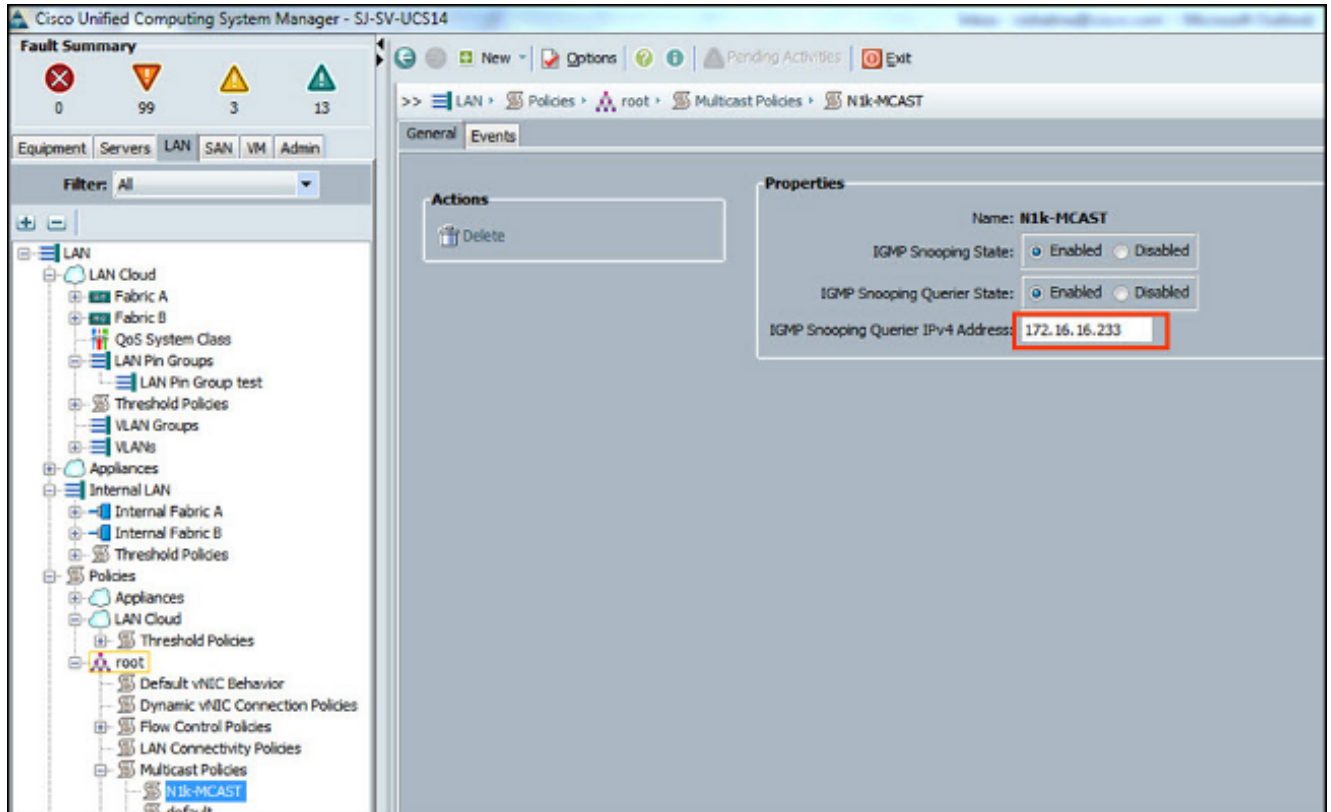 Cisco Unified Computing System Manager - SJ-SV-UCS14
Fault Summary
0 99 3 13
Equipment Servers LAN SAN VM Admin
Filter: All
LAN
LAN Cloud
Fabric A
Fabric B
QoS System Class
LAN Pin Groups
LAN Pin Group test
Threshold Policies
VLAN Groups
VLANs
Appliances
Internal LAN
Internal Fabric A
Internal Fabric B
Threshold Policies
Policies
Appliances
LAN Cloud
Threshold Policies
root
Default vNIC Behavior
Dynamic vNIC Connection Policies
Flow Control Policies
LAN Connectivity Policies
Multicast Policies
N1k-MCAST
default
New Options Pending Activities Exit
>> LAN Policies root Multicast Policies N1k-MCAST
General Events
Actions
Delete
Properties
Name: N1k-MCAST
IGMP Snooping State: Enabled Disabled
IGMP Snooping Querier State: Enabled Disabled
IGMP Snooping Querier IPv4 Address: 172.16.16.233